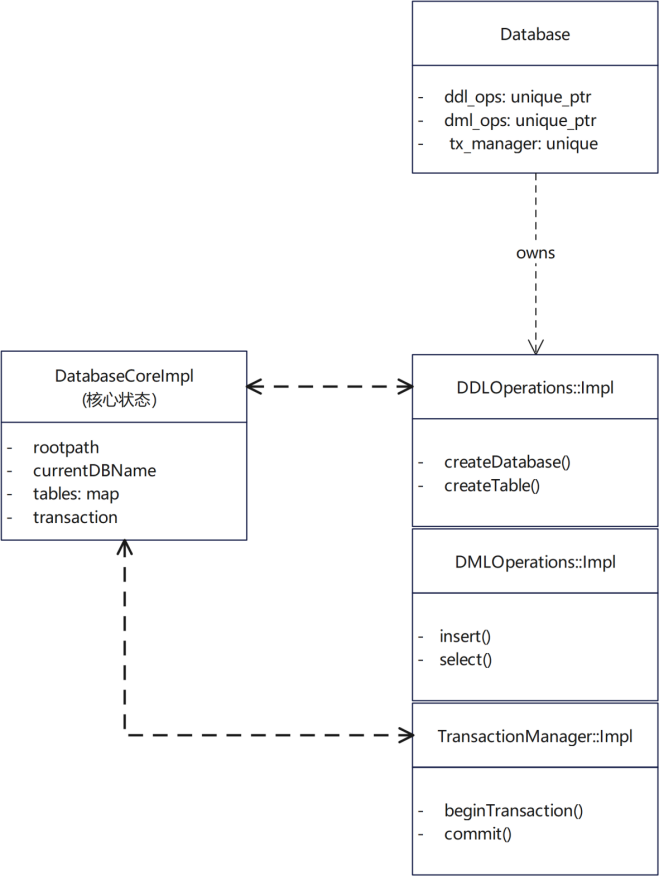 Database
- ddl_ops: unique_ptr
- dml_ops: unique_ptr
- tx_manager: unique
owns
DatabaseCoreImpl
(核心状态)
- rootpath
- currentDBName
- tables: map
- transaction
DDLOperations::Impl
- createDatabase()
- createTable()
DMLOperations::Impl
- insert()
- select()
TransactionManager::Impl
- beginTransaction()
- commit()